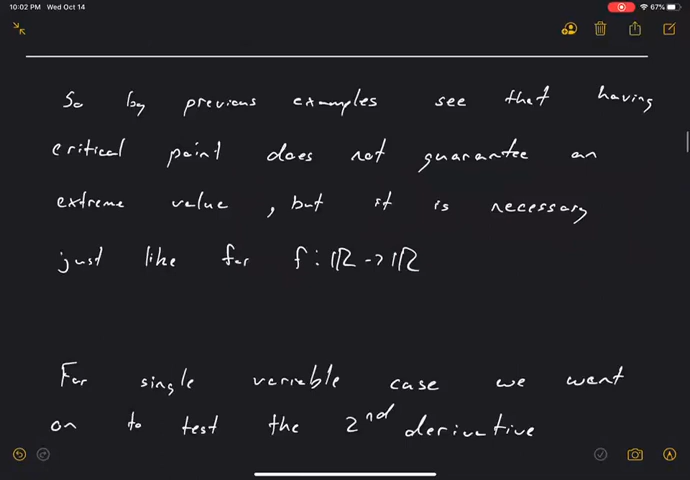 10:02 PM Wed Oct 14
67%
So by previous examples see that having
critical point does not guarantee an
extreme value, but it is necessary
just like for f: ℝ -> ℝ
For single variable case we went
on to test the 2nd derivative